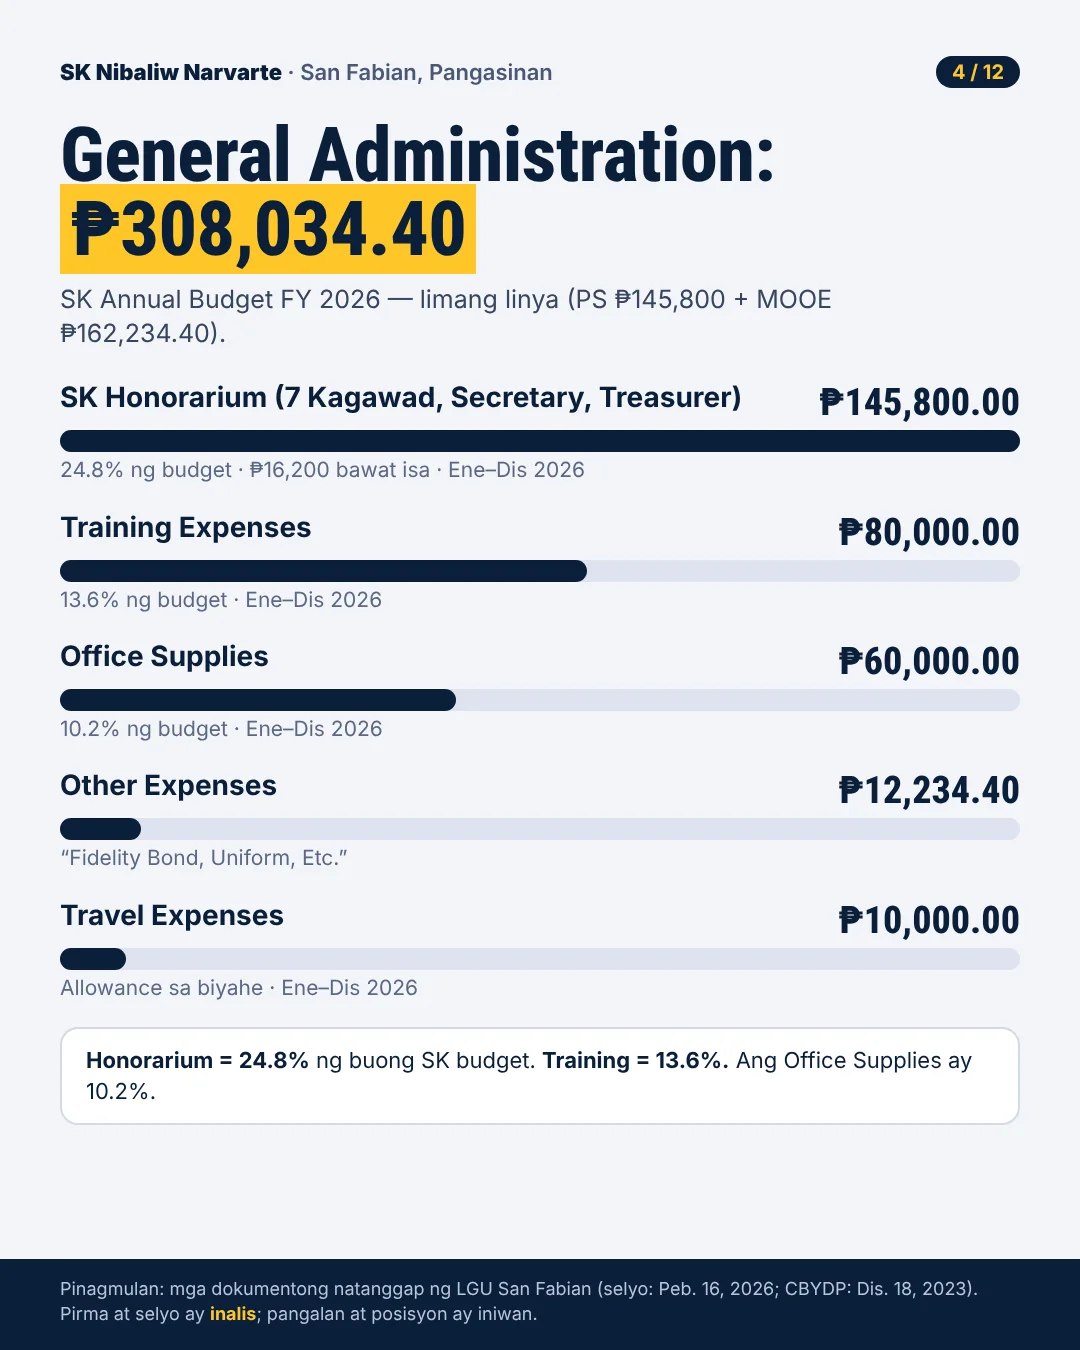 SK Nibaliw Narvarte · San Fabian, Pangasinan
4 / 12
General Administration:
₱308,034.40
SK Annual Budget FY 2026 — limang linya (PS ₱145,800 + MOOE
₱162,234.40).
SK Honorarium (7 Kagawad, Secretary, Treasurer)
₱145,800.00
24.8% ng budget · ₱16,200 bawat isa · Ene–Dis 2026
Training Expenses
₱80,000.00
13.6% ng budget · Ene–Dis 2026
Office Supplies
₱60,000.00
10.2% ng budget · Ene–Dis 2026
Other Expenses
₱12,234.40
“Fidelity Bond, Uniform, Etc.”
Travel Expenses
₱10,000.00
Allowance sa biyahe · Ene–Dis 2026
Honorarium = 24.8% ng buong SK budget. Training = 13.6%. Ang Office Supplies ay
10.2%.
Pinagmulan: mga dokumentong natanggap ng LGU San Fabian (selyo: Peb. 16, 2026; CBYDP: Dis. 18, 2023).
Pirma at selyo ay inalis; pangalan at posisyon ay iniwan.